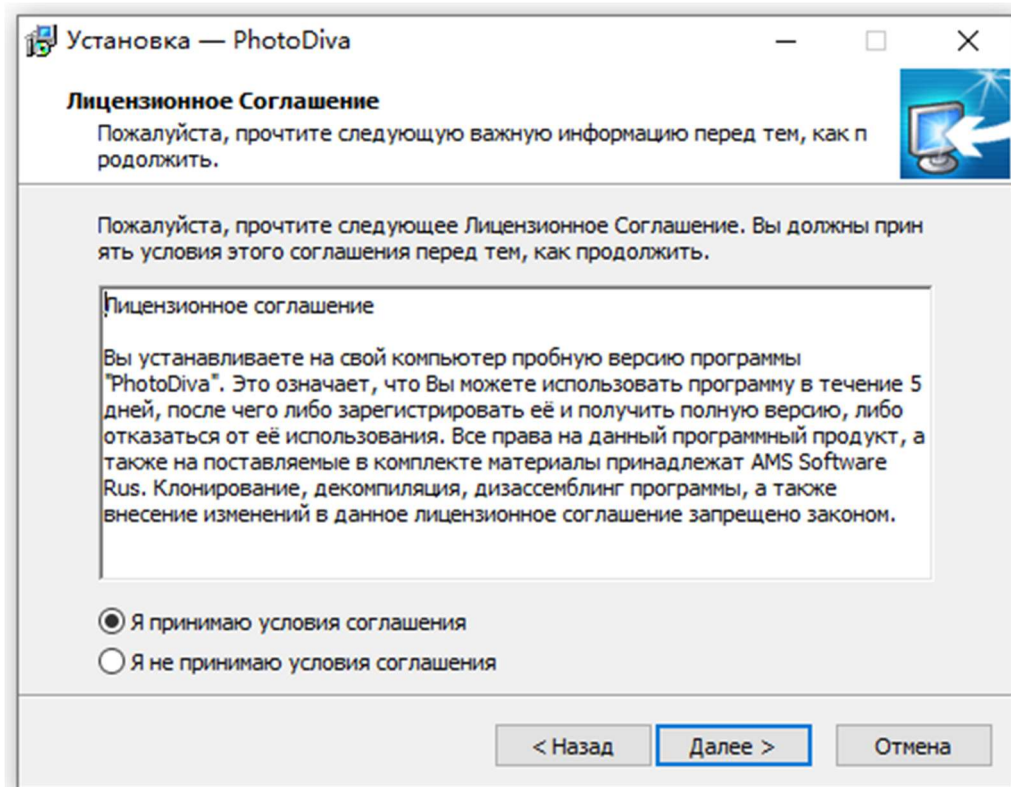 Установка — PhotoDiva
Лицензионное Соглашение
Пожалуйста, прочтите следующую важную информацию перед тем, как п
родолжить.
Пожалуйста, прочтите следующее Лицензионное Соглашение. Вы должны прин
ять условия этого соглашения перед тем, как продолжить.
Лицензионное соглашение
Вы устанавливаете на свой компьютер пробную версию программы
"PhotoDiva". Это означает, что Вы можете использовать программу в течение 5
дней, после чего либо зарегистрировать её и получить полную версию, либо
отказаться от её использования. Все права на данный программный продукт, а
также на поставляемые в комплекте материалы принадлежат AMS Software
Rus. Клонирование, декомпиляция, дизассемблинг программы, а также
внесение изменений в данное лицензионное соглашение запрещено законом.
Я принимаю условия соглашения
Я не принимаю условия соглашения
< Назад Далее > Отмена